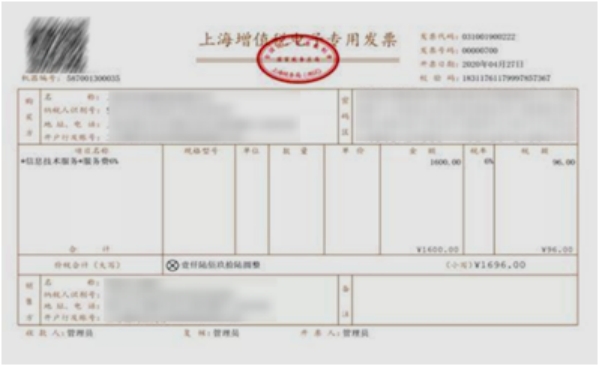 上海增值税电子专用发票
发票代码: 031001900222
发票号码: 00000700
开票日期: 2020年04月27日
机器编号: 587001300035
校 验 码: 18311761179997857367
购买方
名 称:
纳税人识别号:
地 址、电 话:
开户行及账号:
密码区
项目名称 规格型号 单位 数 量 单 价 金 额 税率 税 额
*信息技术服务*服务费6% 1600.00 6% 96.00
合 计 ¥1600.00 ¥96.00
价税合计(大写) ⊗壹仟陆佰玖拾陆圆整 (小写)¥1696.00
销售方
名 称:
纳税人识别号:
地 址、电 话:
开户行及账号:
备注
收 款 人:管理员 复 核:管理员 开 票 人:管理员